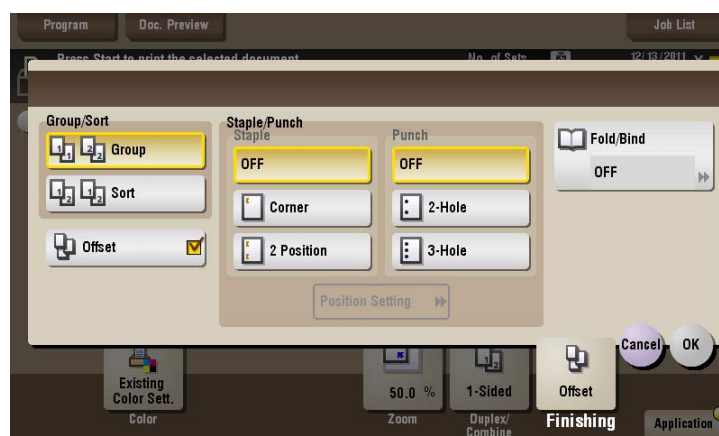 Program Doc. Preview Job List
Press Start to print the selected document No. of Sets 12/13/2011
Group/Sort
Group
Sort
Offset
Staple/Punch
Staple
OFF
Corner
2 Position
Punch
OFF
2-Hole
3-Hole
Position Setting
Fold/Bind
OFF
Cancel OK
Existing
Color Sett.
Color
50.0 %
Zoom
1-Sided
Duplex/
Combine
Offset
Finishing
Application